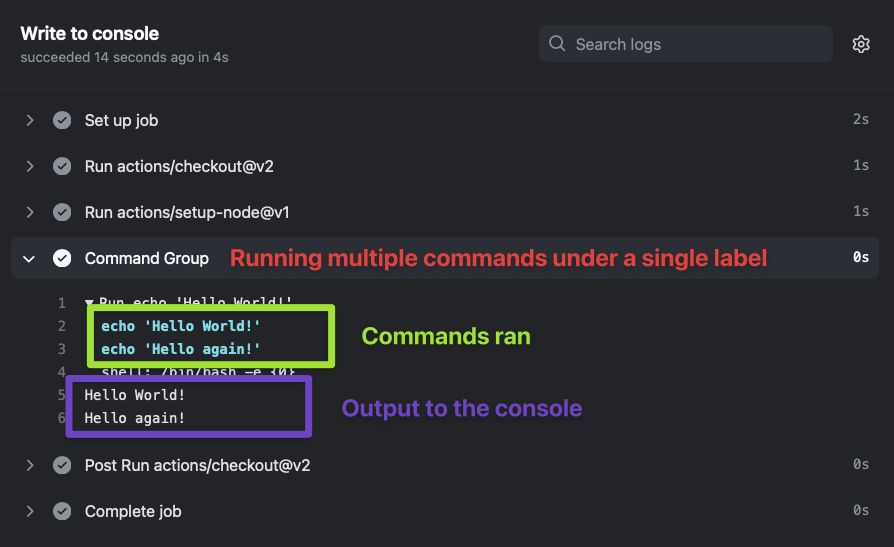 Write to console
succeeded 14 seconds ago in 4s
Search logs
Set up job 2s
Run actions/checkout@v2 1s
Run actions/setup-node@v1 1s
Command Group Running multiple commands under a single label 0s
1 ▼ Run echo 'Hello World!'
2 echo 'Hello World!'
3 echo 'Hello again!'
Commands ran
4 shell: /bin/bash -e {0}
5 Hello World!
Output to the console
6 Hello again!
Post Run actions/checkout@v2 0s
Complete job 0s